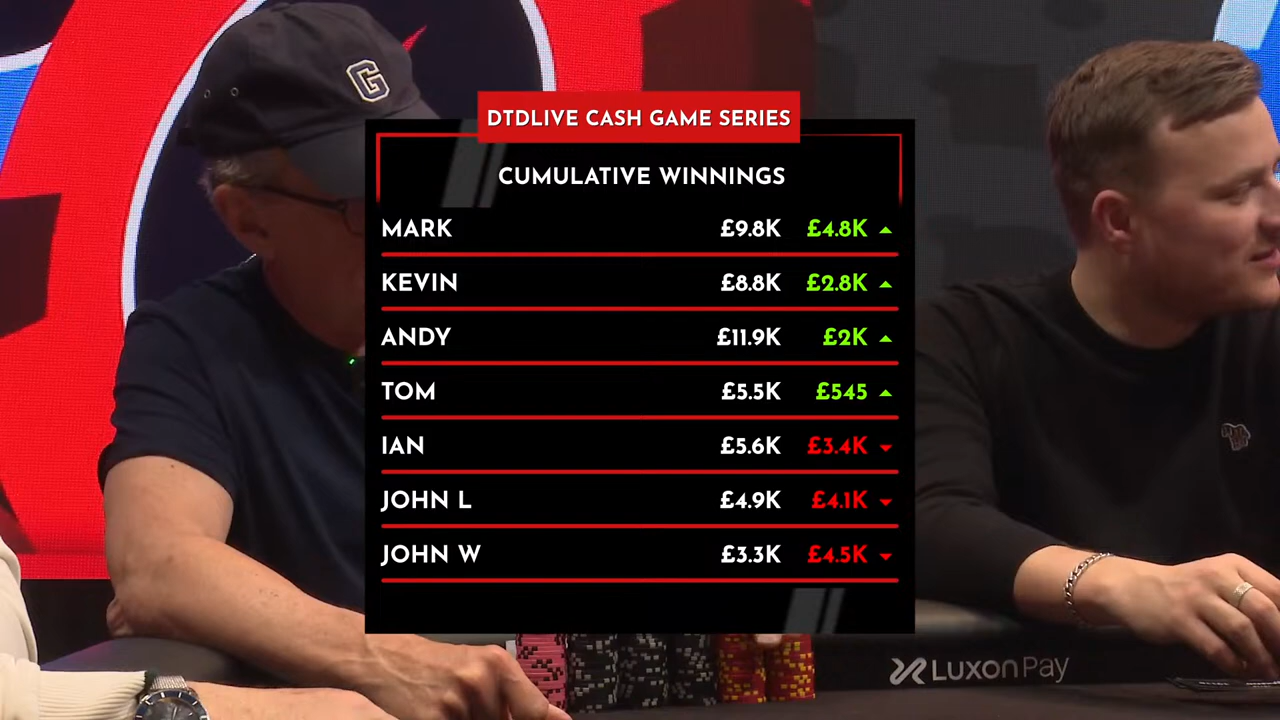 G
DTDLIVE CASH GAME SERIES
CUMULATIVE WINNINGS
MARK £9.8K £4.8K
KEVIN £8.8K £2.8K
ANDY £11.9K £2K
TOM £5.5K £545
IAN £5.6K £3.4K
JOHN L £4.9K £4.1K
JOHN W £3.3K £4.5K
LUXON Pay